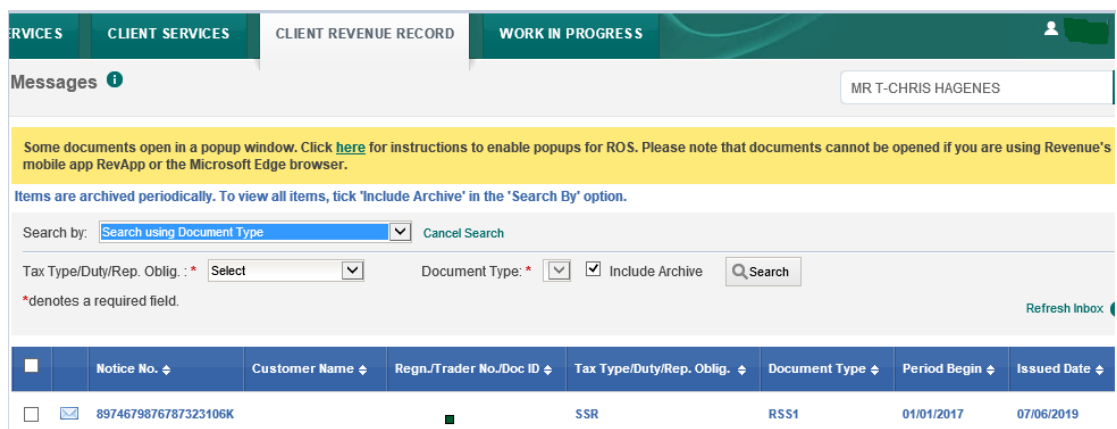 RVICES CLIENT SERVICES CLIENT REVENUE RECORD WORK IN PROGRESS
Messages i
MR T-CHRIS HAGENES
Some documents open in a popup window. Click here for instructions to enable popups for ROS. Please note that documents cannot be opened if you are using Revenue's
mobile app RevApp or the Microsoft Edge browser.
Items are archived periodically. To view all items, tick 'Include Archive' in the 'Search By' option.
Search by: Search using Document Type Cancel Search
Tax Type/Duty/Rep. Oblig. : * Select Document Type: * Include Archive Search
*denotes a required field.
Refresh Inbox
Notice No. Customer Name Regn./Trader No./Doc ID Tax Type/Duty/Rep. Oblig. Document Type Period Begin Issued Date
8974679876787323106K SSR RSS1 01/01/2017 07/06/2019